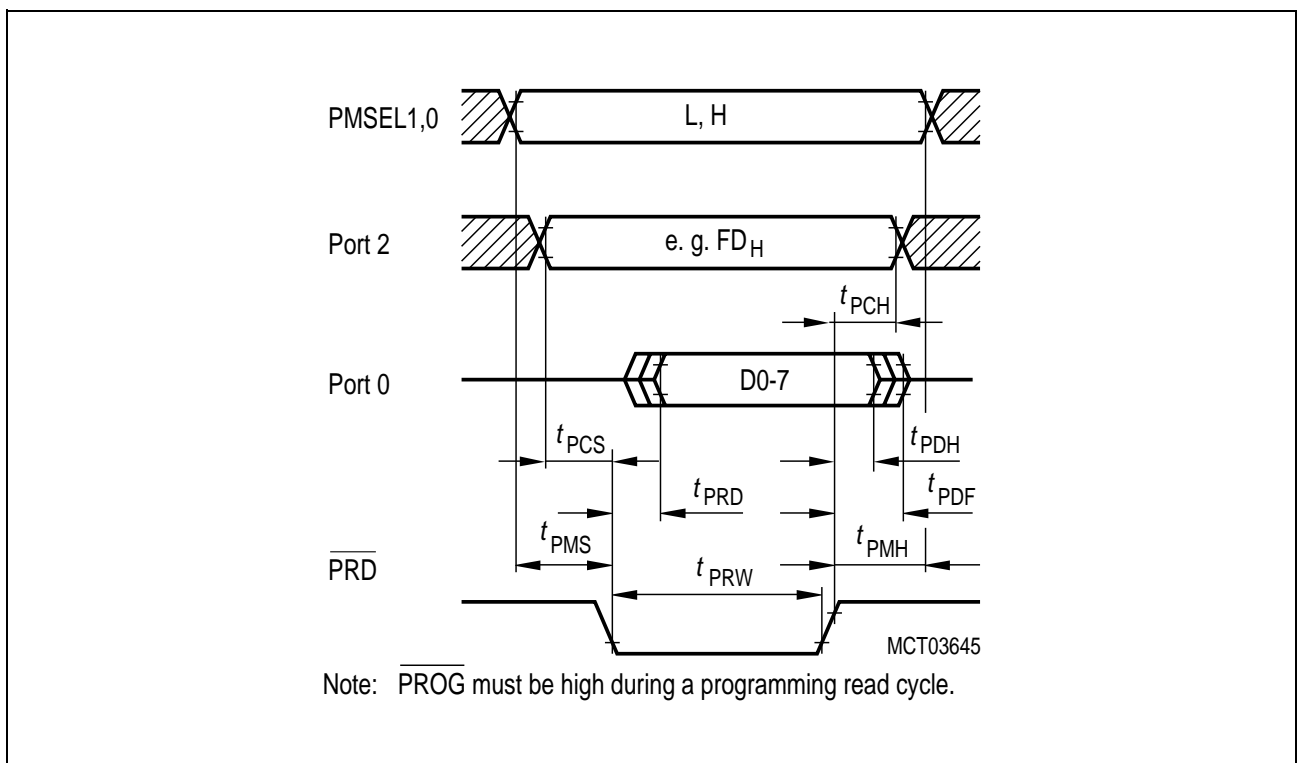 PMSEL1,0
L, H
Port 2
e. g. FDH
tPCH
Port 0
D0-7
tPCS
tPDH
tPRD
tPDF
tPMS
tPMH
PRD
tPRW
MCT03645
Note: PROG must be high during a programming read cycle.